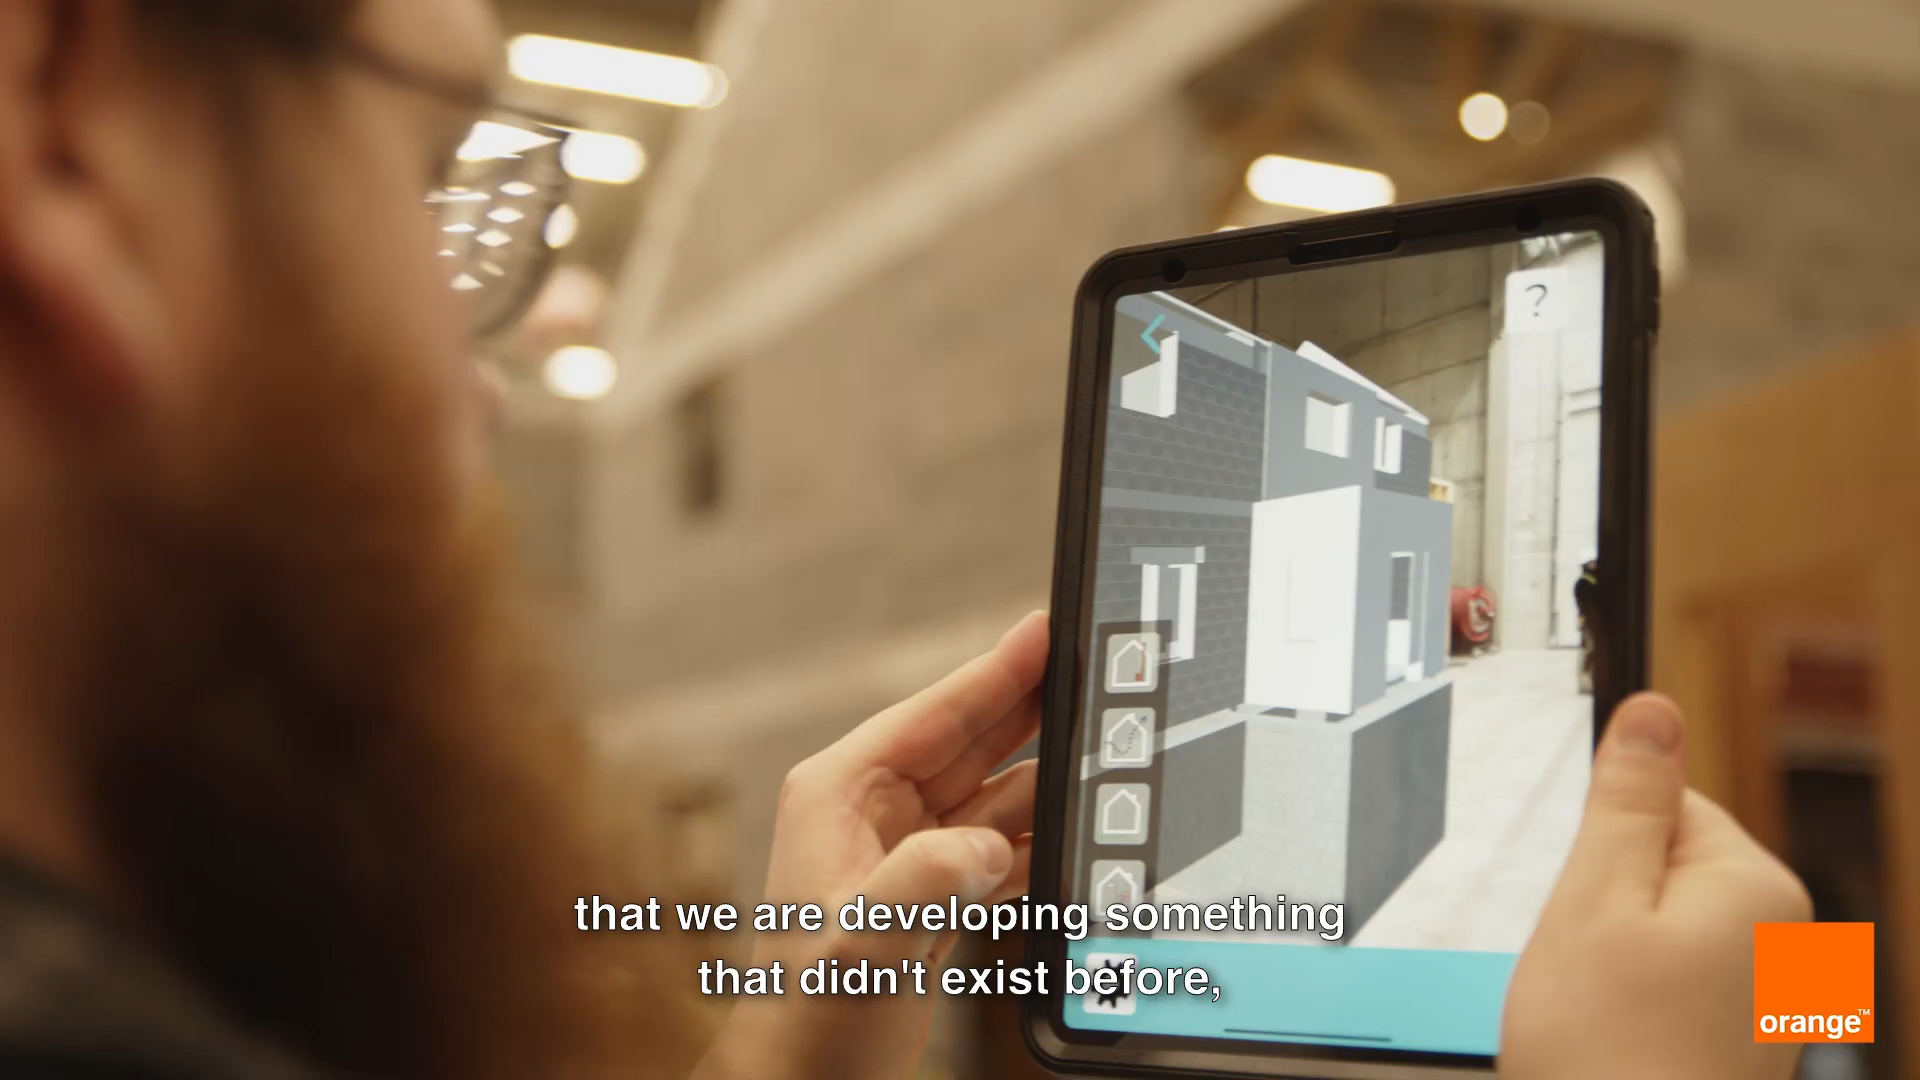 ?
that we are developing something
that didn't exist before,
orange™